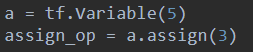 a = tf.Variable(5)
assign_op = a.assign(3)